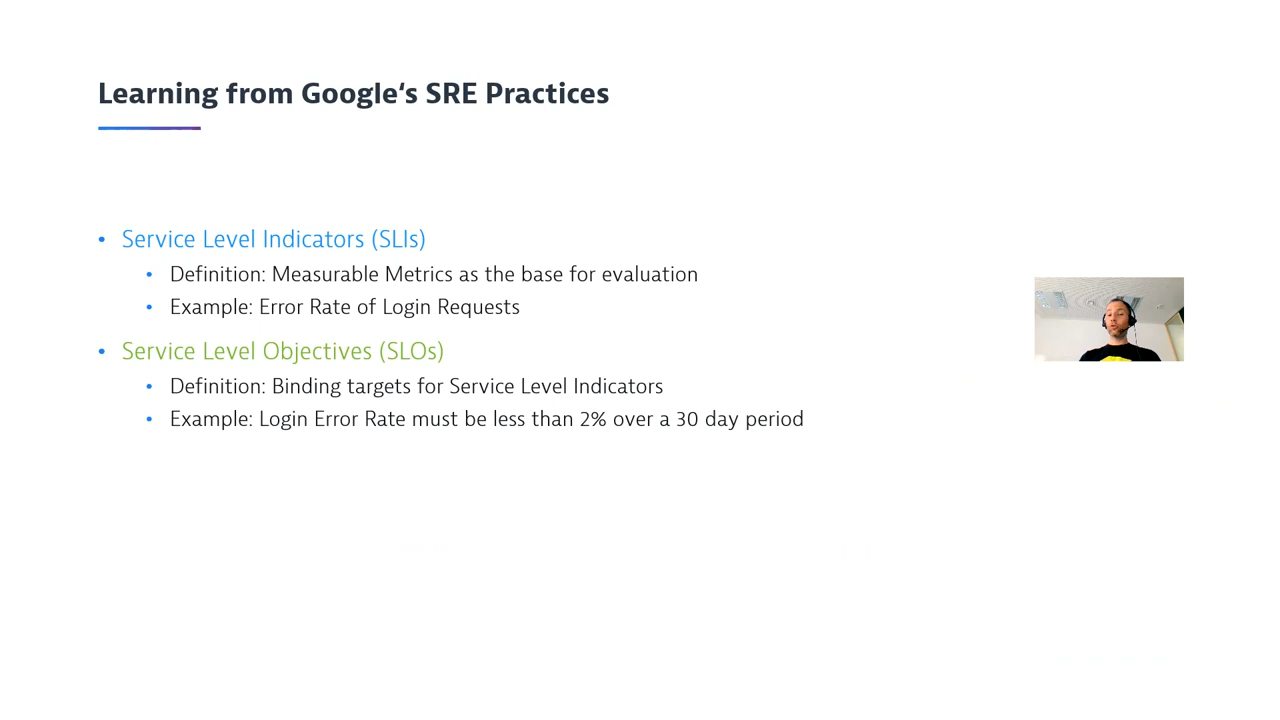 Learning from Google‘s SRE Practices
• Service Level Indicators (SLIs)
• Definition: Measurable Metrics as the base for evaluation
• Example: Error Rate of Login Requests
• Service Level Objectives (SLOs)
• Definition: Binding targets for Service Level Indicators
• Example: Login Error Rate must be less than 2% over a 30 day period